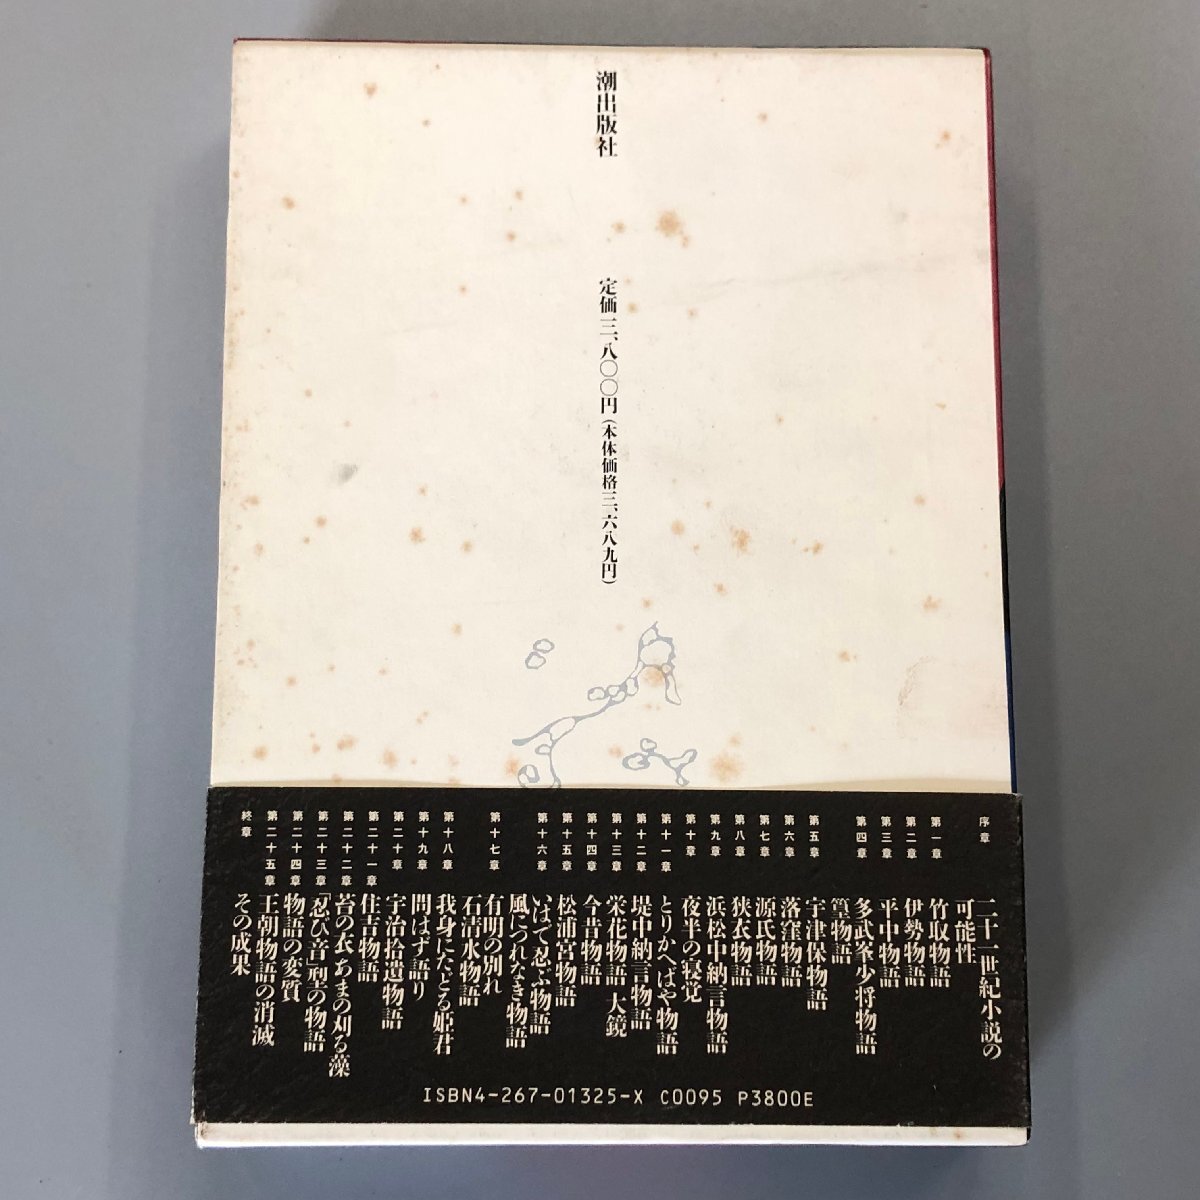 潮出版社
定価三、八〇〇円(本体価格三、六八九円)
序章 二十一世紀小説の
可能性
第一章 竹取物語
第二章 伊勢物語
第三章 平中物語
第四章 多武峯少将物語
篁物語
第五章 宇津保物語
第六章 落窪物語
第七章 源氏物語
第八章 狭衣物語
第九章 浜松中納言物語
第十章 夜半の寝覚
第十一章 とりかへばや物語
第十二章 堤中納言物語
第十三章 栄花物語 大鏡
第十四章 今昔物語
第十五章 松浦宮物語
第十六章 いはで忍ぶ物語
風につれなき物語
第十七章 有明の別れ
石清水物語
第十八章 我身にたどる姫君
第十九章 問はず語り
第二十章 宇治拾遺物語
第二十一章 住吉物語
第二十二章 苔の衣 あまの刈る藻
第二十三章 「忍び音」型の物語
第二十四章 物語の変質
第二十五章 王朝物語の消滅
終章 その成果
ISBN4-267-01325-X C0095 P3800E